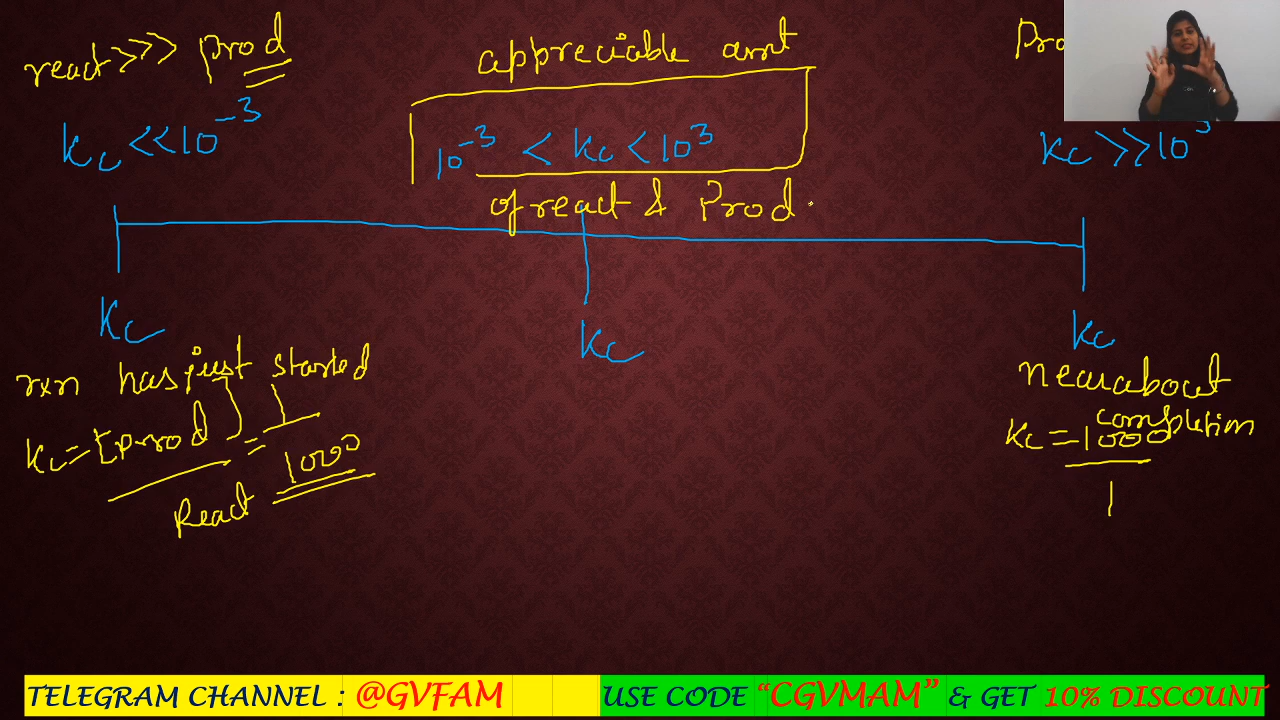 react >>> prod
Kc << 10⁻³
appreciable amt
10⁻³ < Kc < 10³
of react & Prod.
Kc >> 10³
Kc
Kc
Kc
rxn has just started
Kc = [Prod] = 1
React 1000
nearabout
completion
Kc = 1000
1
TELEGRAM CHANNEL : @GVFAM
USE CODE “CGVMAM” & GET 10% DISCOUNT